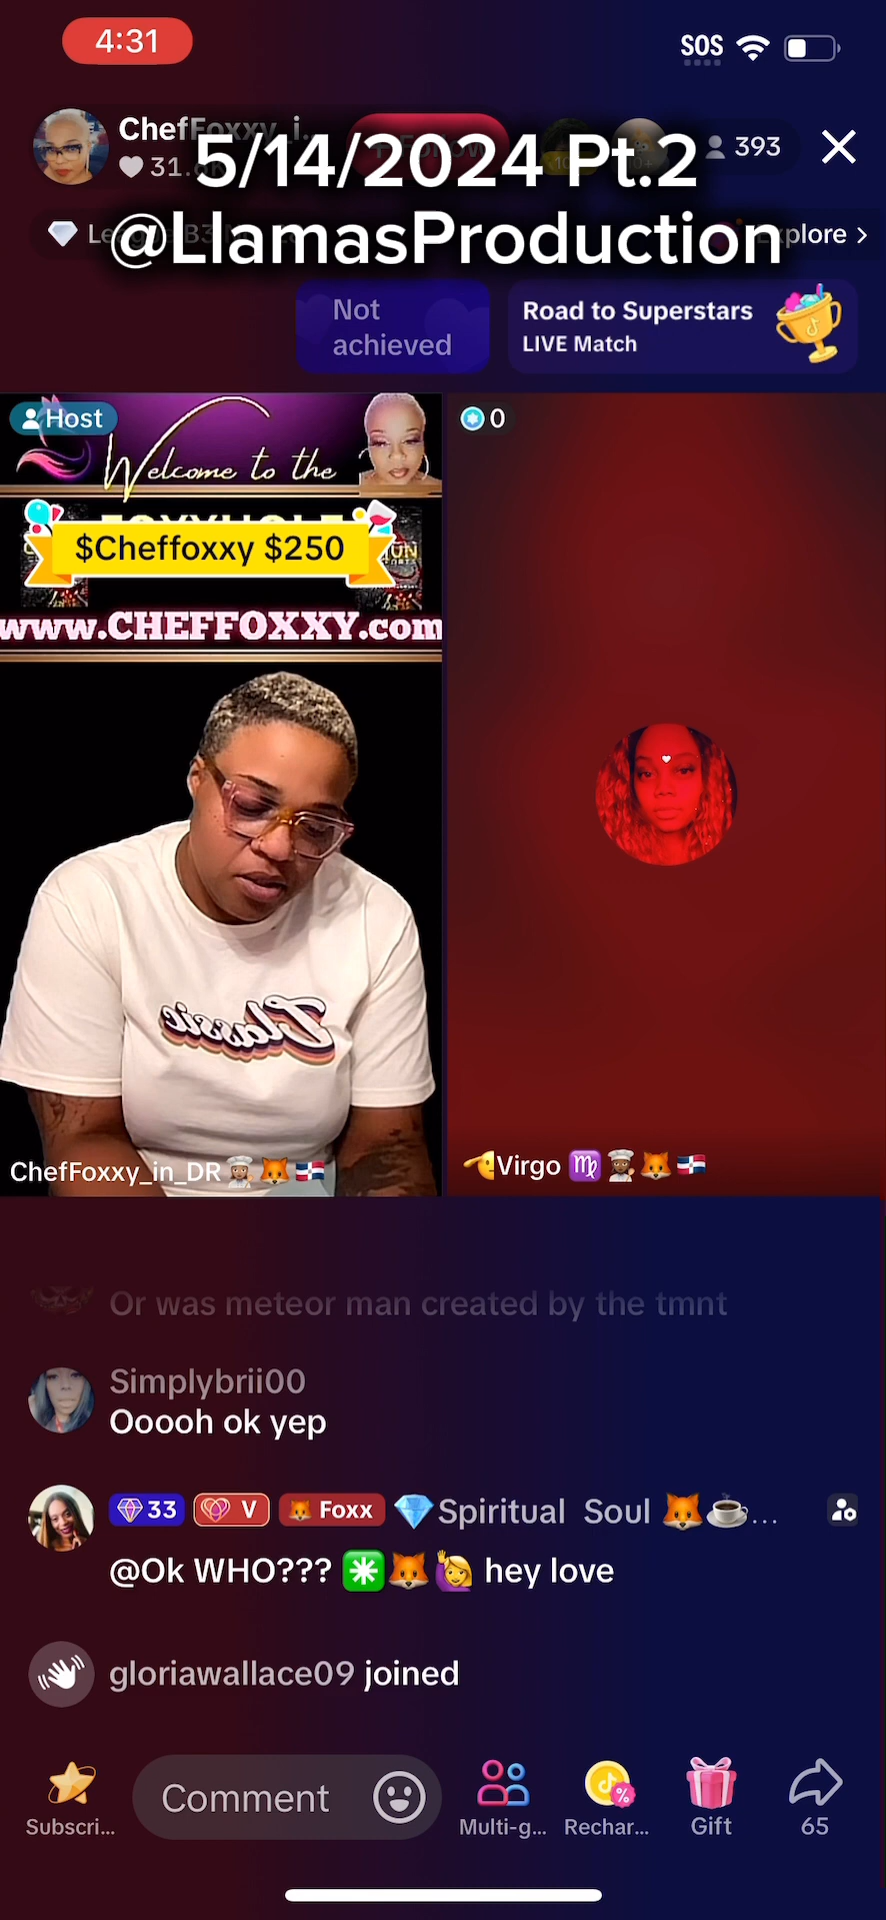 4:31
SOS
ChefFoxxy_i...
393
5/14/2024 Pt.2
@LlamasProduction
Explore >
Not
achieved
Road to Superstars
LIVE Match
Host
0
Welcome to the
$Cheffoxxy $250
www.CHEFFOXXY.com
Classic
ChefFoxxy_in_DR 👩🏽‍🍳🦊🇩🇴
🫱Virgo ♍👩🏾‍🍳🦊🇩🇴
Or was meteor man created by the tmnt
Simplybrii00
Ooooh ok yep
33 V Foxx 💎Spiritual Soul 🦊☕...
@Ok WHO??? ✳️🦊🙋‍♀️ hey love
gloriawallace09 joined
Comment
Subscri...
Multi-g...
Rechar...
Gift
65